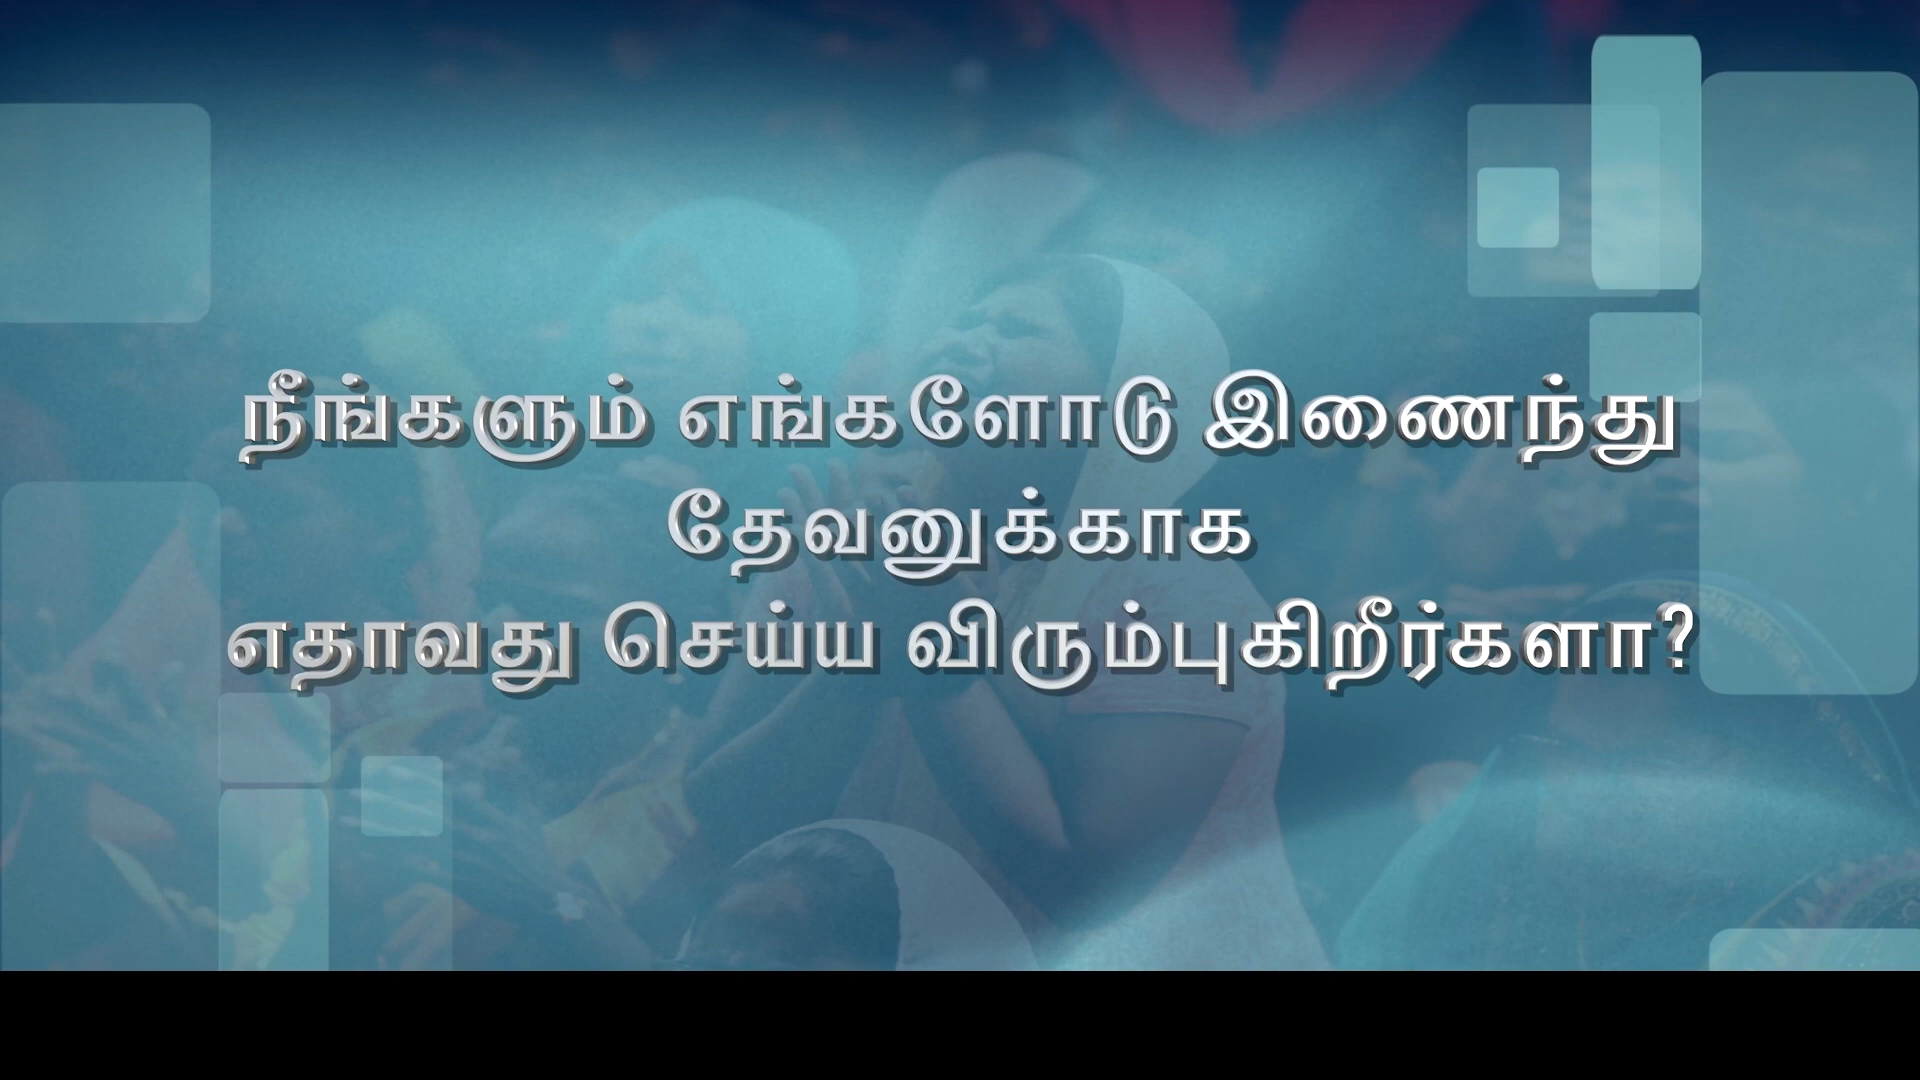 நீங்களும் எங்களோடு இணைந்து
தேவனுக்காக
எதாவது செய்ய விரும்புகிறீர்களா?